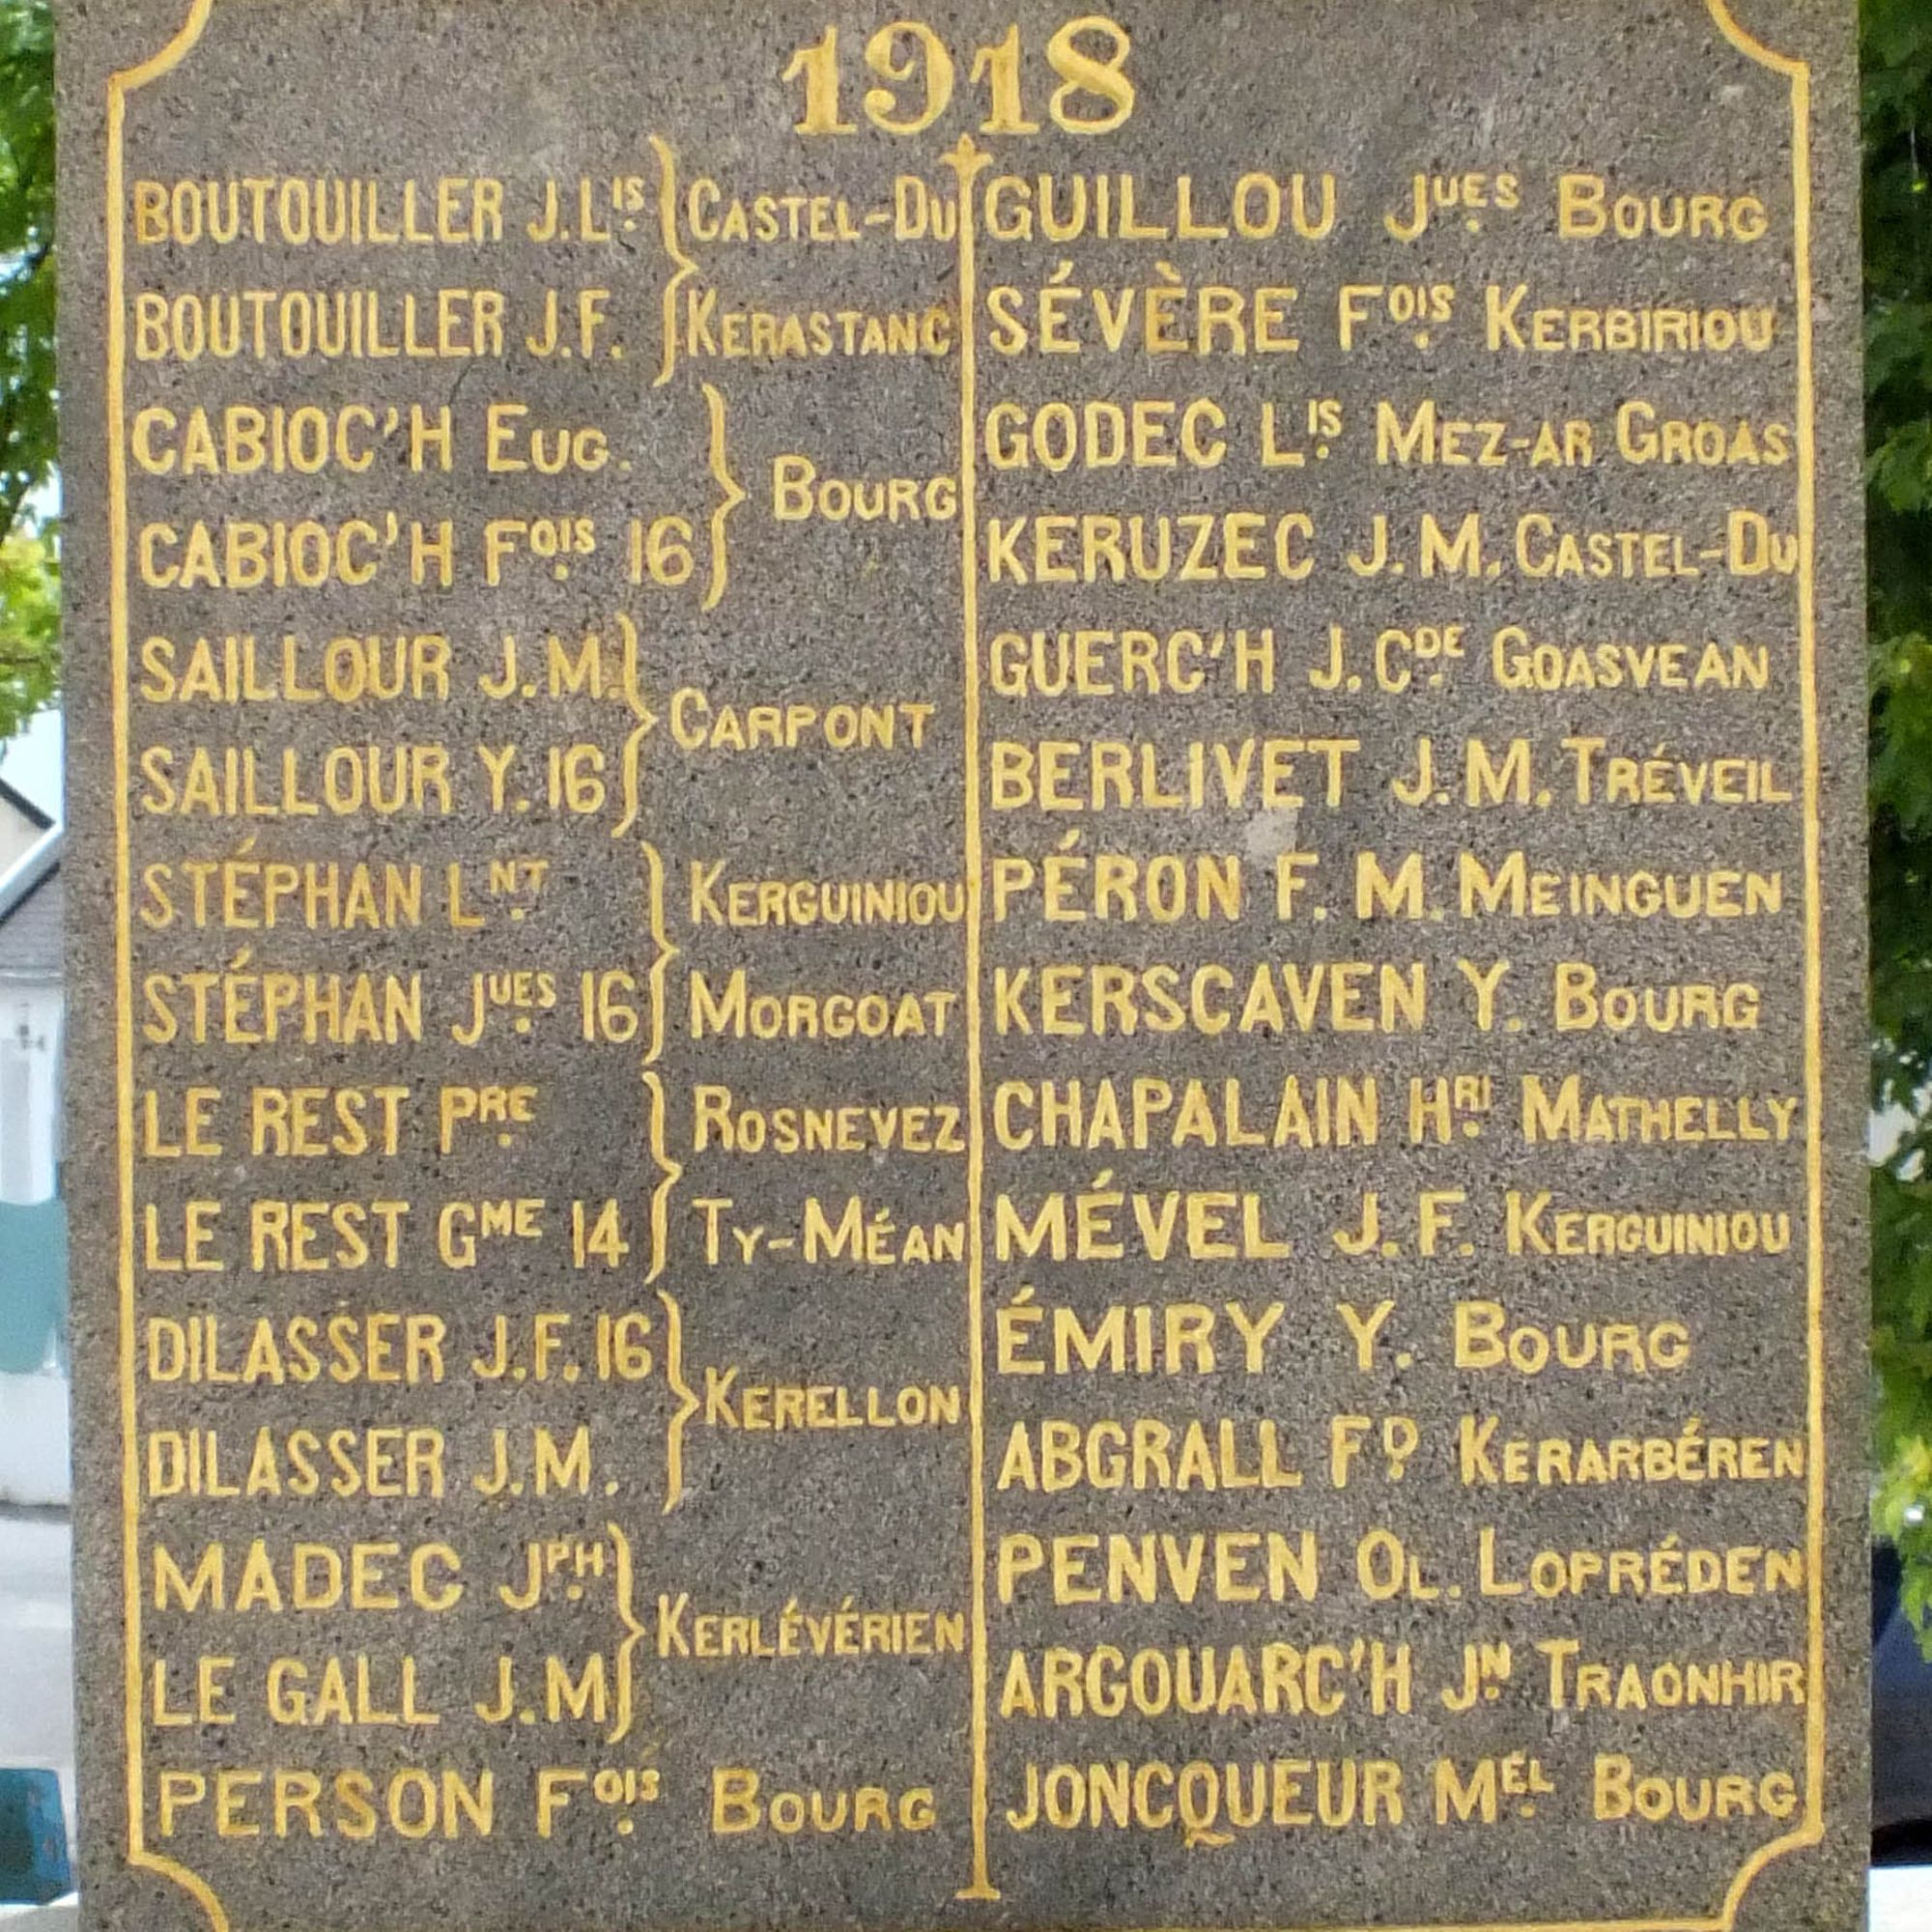 1918
BOUTOUILLER J. Lis Castel-Du
BOUTOUILLER J.F. Kerastanc
CABIOC'H Eug.
Bourg
CABIOC'H Fois 16
SAILLOUR J.M.
Carpont
SAILLOUR Y. 16
STÉPHAN Lnt Kerguiniou
STÉPHAN Jues 16 Morgoat
LE REST Pre Rosnevez
LE REST Gme 14 Ty-Méan
DILASSER J.F. 16
Kerellon
DILASSER J.M.
MADEC Jph
Kerlévérien
LE GALL J.M
PERSON Fois Bourg
GUILLOU Jues Bourg
SÉVÈRE Fois Kerbiriou
GODEC Lis Mez-ar Groas
KERUZEC J.M. Castel-Du
GUERC'H J. Cde Goasvean
BERLIVET J.M. Tréveil
PÉRON F. M. Meinguen
KERSCAVEN Y. Bourg
CHAPALAIN Hri Mathelly
MÉVEL J. F. Kerguiniou
ÉMIRY Y. Bourg
ABGRALL Fd Kerarbéren
PENVEN Ol. Lopréden
ARGOUARC'H Jn Traonhir
JONCQUEUR Mel Bourg